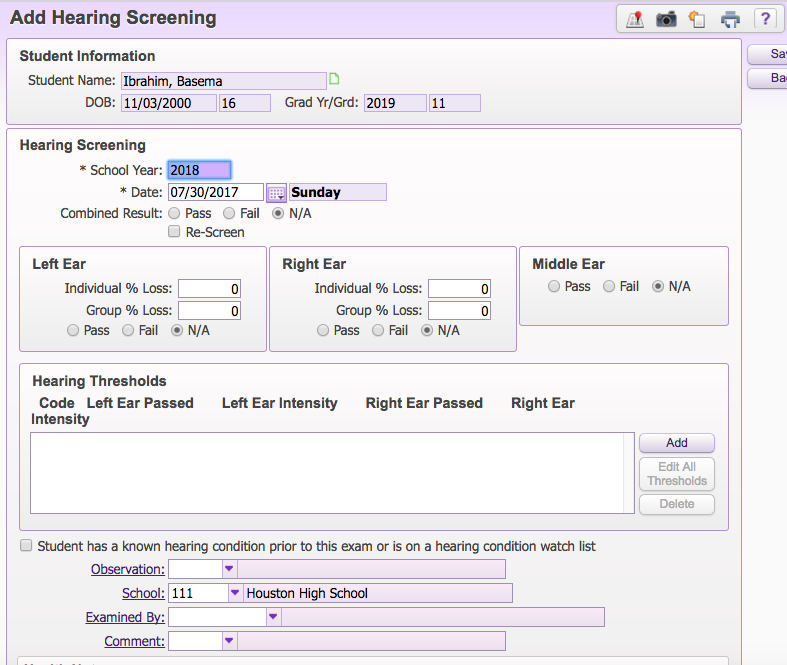 Add Hearing Screening
?
Student Information
Student Name: Ibrahim, Basema
DOB: 11/03/2000 16 Grad Yr/Grd: 2019 11
Hearing Screening
* School Year: 2018
* Date: 07/30/2017 Sunday
Combined Result: Pass Fail N/A
Re-Screen
Left Ear
Individual % Loss: 0
Group % Loss: 0
Pass Fail N/A
Right Ear
Individual % Loss: 0
Group % Loss: 0
Pass Fail N/A
Middle Ear
Pass Fail N/A
Hearing Thresholds
Code Left Ear Passed Left Ear Intensity Right Ear Passed Right Ear
Intensity
Add
Edit All
Thresholds
Delete
Student has a known hearing condition prior to this exam or is on a hearing condition watch list
Observation:
School: 111 Houston High School
Examined By:
Comment: